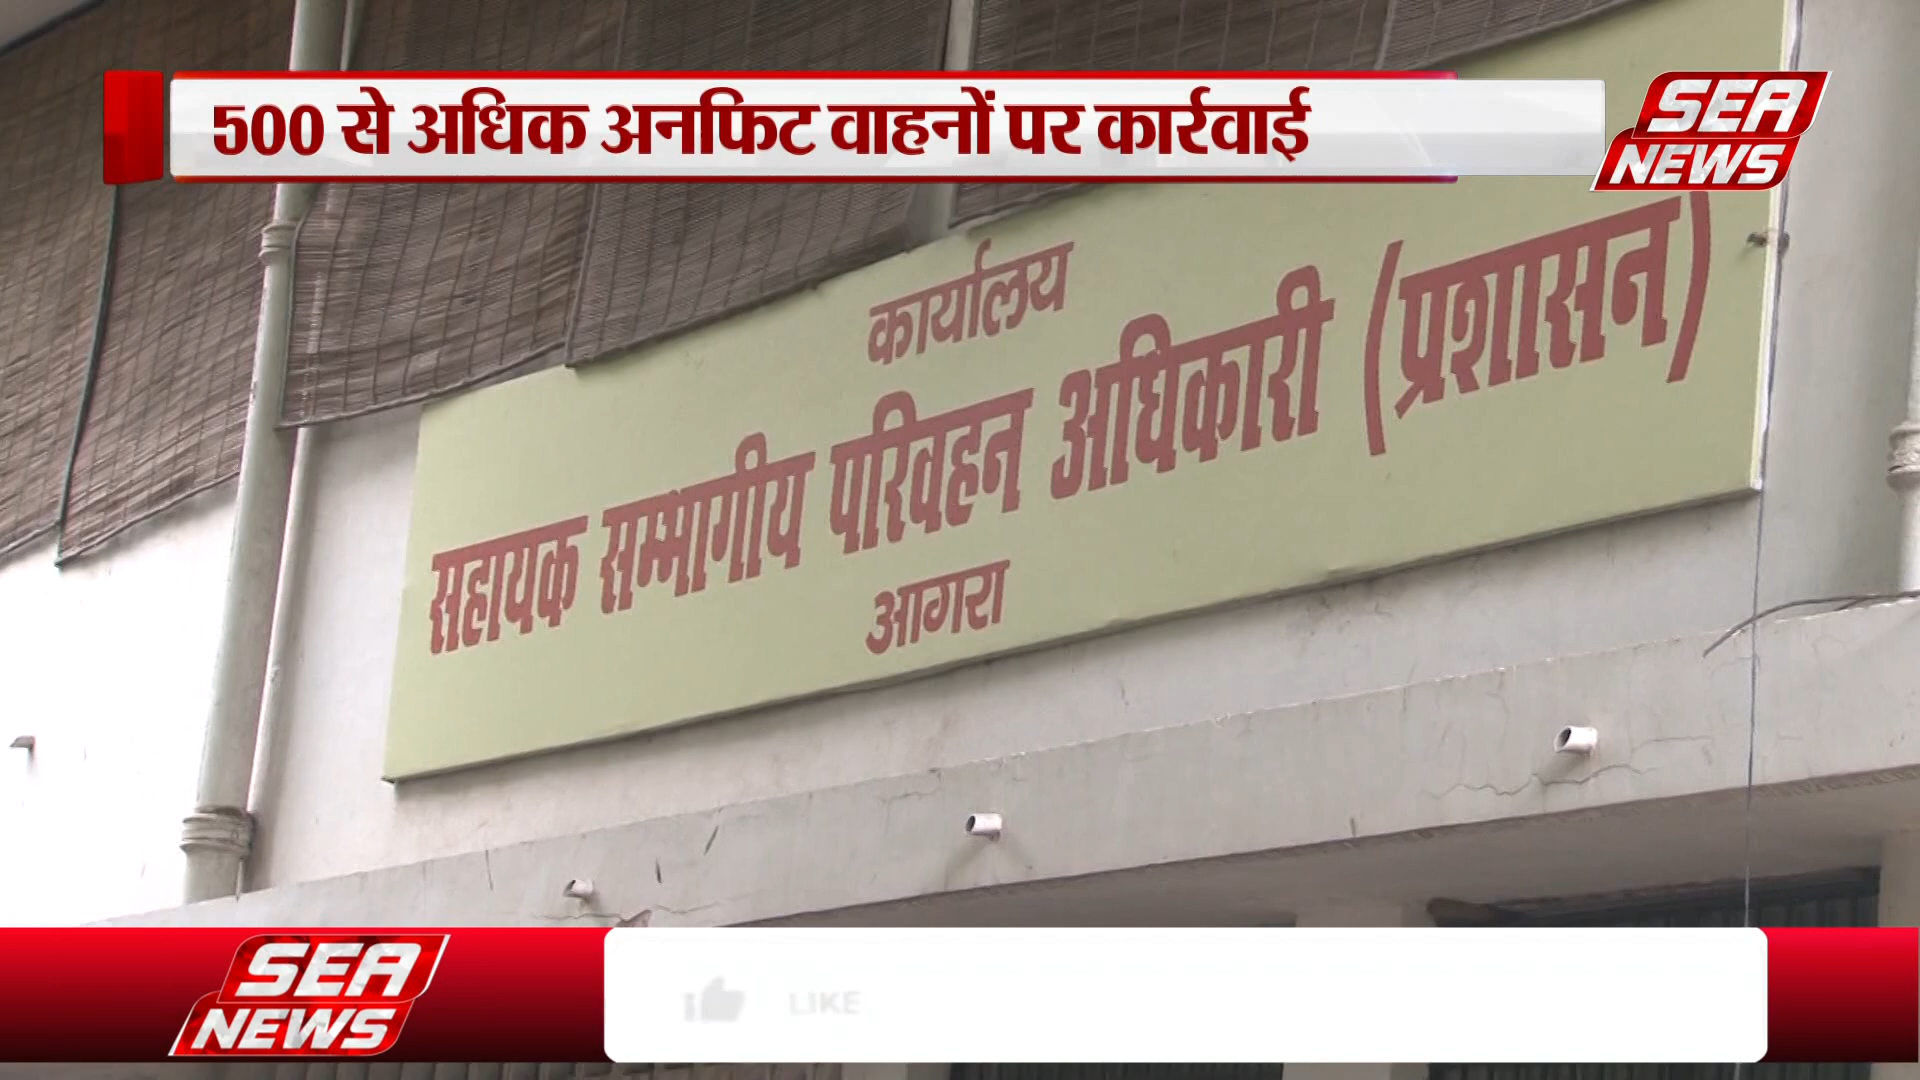 500 से अधिक अनफिट वाहनों पर कार्रवाई
SEA
NEWS
कार्यालय
सहायक सम्भागीय परिवहन अधिकारी (प्रशासन)
आगरा
SEA
NEWS
LIKE